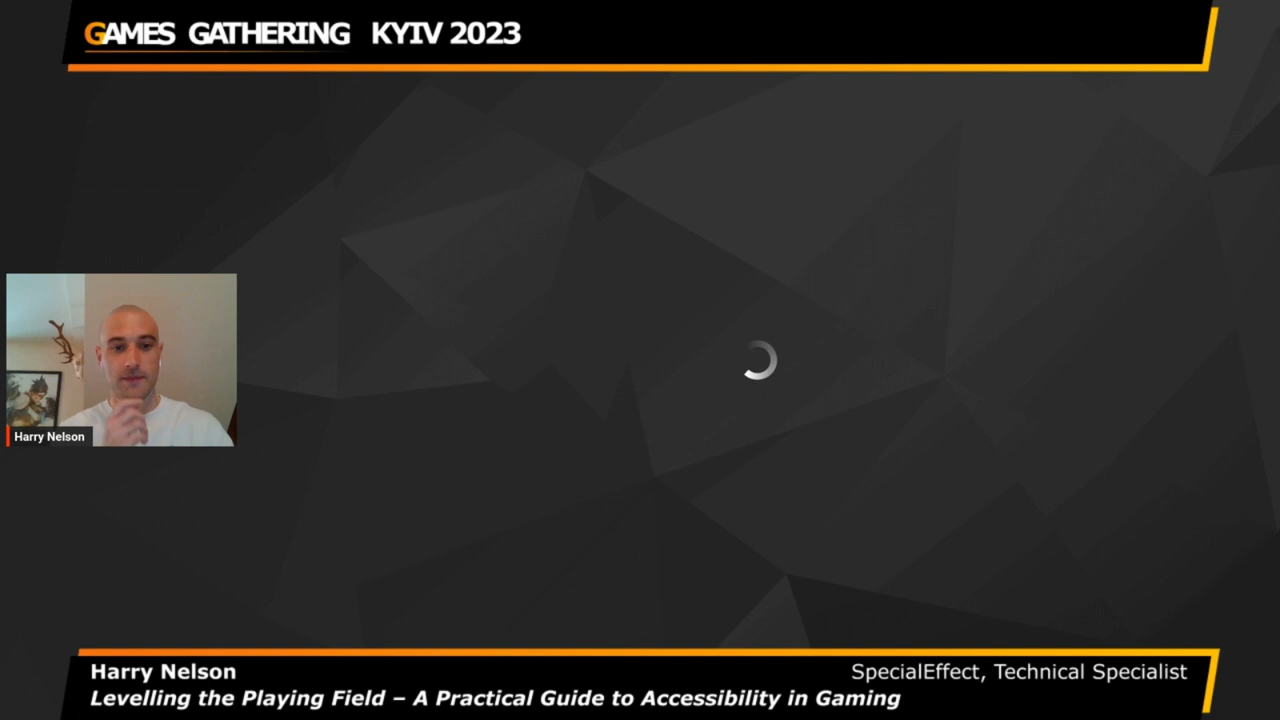 GAMES GATHERING KYIV 2023
Harry Nelson
Harry Nelson
SpecialEffect, Technical Specialist
Levelling the Playing Field – A Practical Guide to Accessibility in Gaming